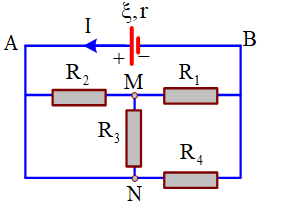 ξ, r
A I B
+ −
R₂ M R₁
R₃
R₄
N